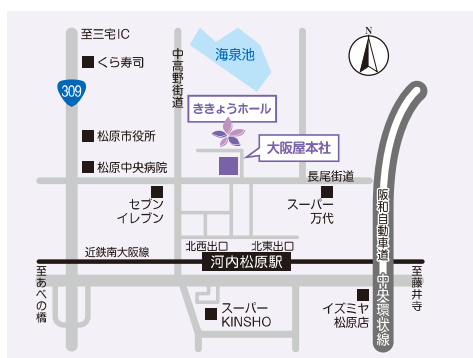 至三宅IC
N
くら寿司
中高野街道
海泉池
309
ききょうホール
松原市役所
大阪屋本社
松原中央病院
長尾街道
セブン
イレブン
スーパー
万代
阪和自動車道
北西出口
北東出口
近鉄南大阪線
河内松原駅
至あべの橋
至藤井寺
中央環状線
スーパー
KINSHO
イズミヤ
松原店